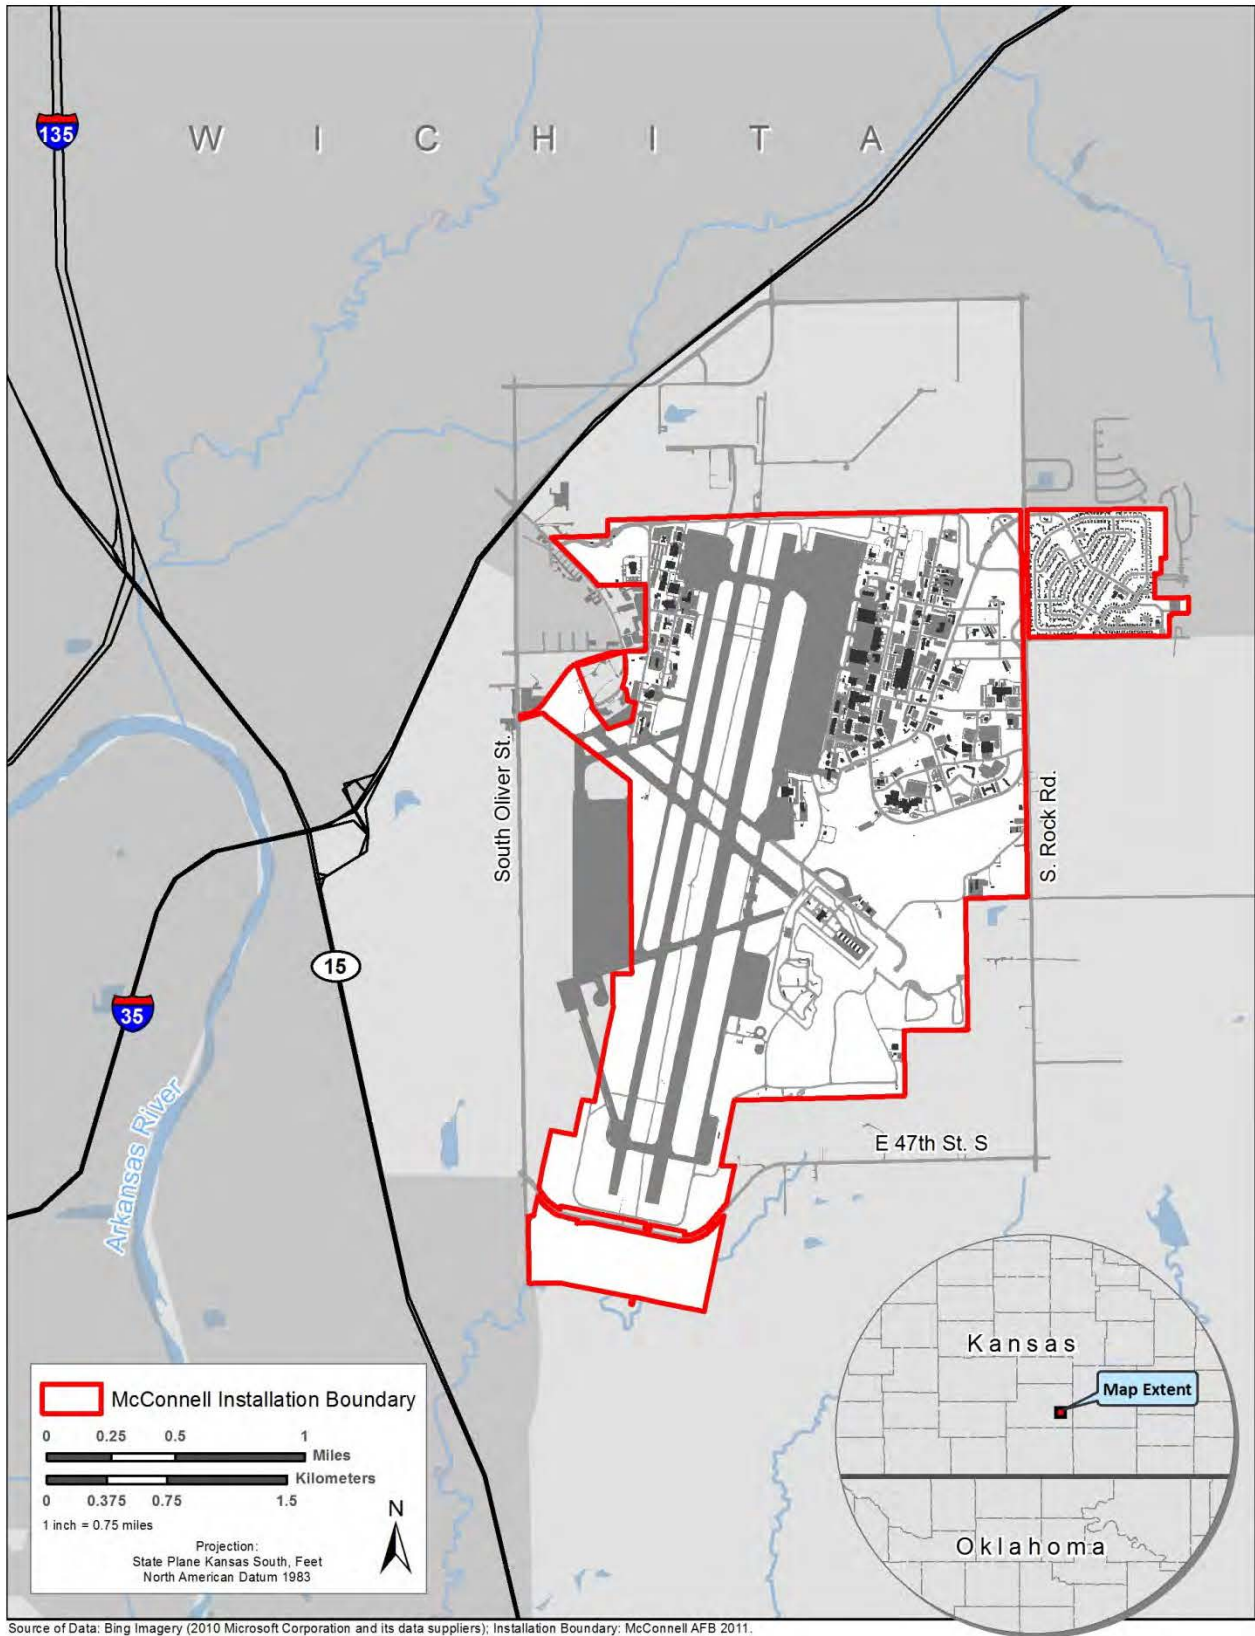 135
W I C H I T A
South Oliver St.
S. Rock Rd.
15
35
Arkansas River
E 47th St. S
Kansas
Map Extent
Oklahoma
McConnell Installation Boundary
0 0.25 0.5 1
Miles
Kilometers
0 0.375 0.75 1.5
1 inch = 0.75 miles
N
Projection:
State Plane Kansas South, Feet
North American Datum 1983
Source of Data: Bing Imagery (2010 Microsoft Corporation and its data suppliers); Installation Boundary: McConnell AFB 2011.